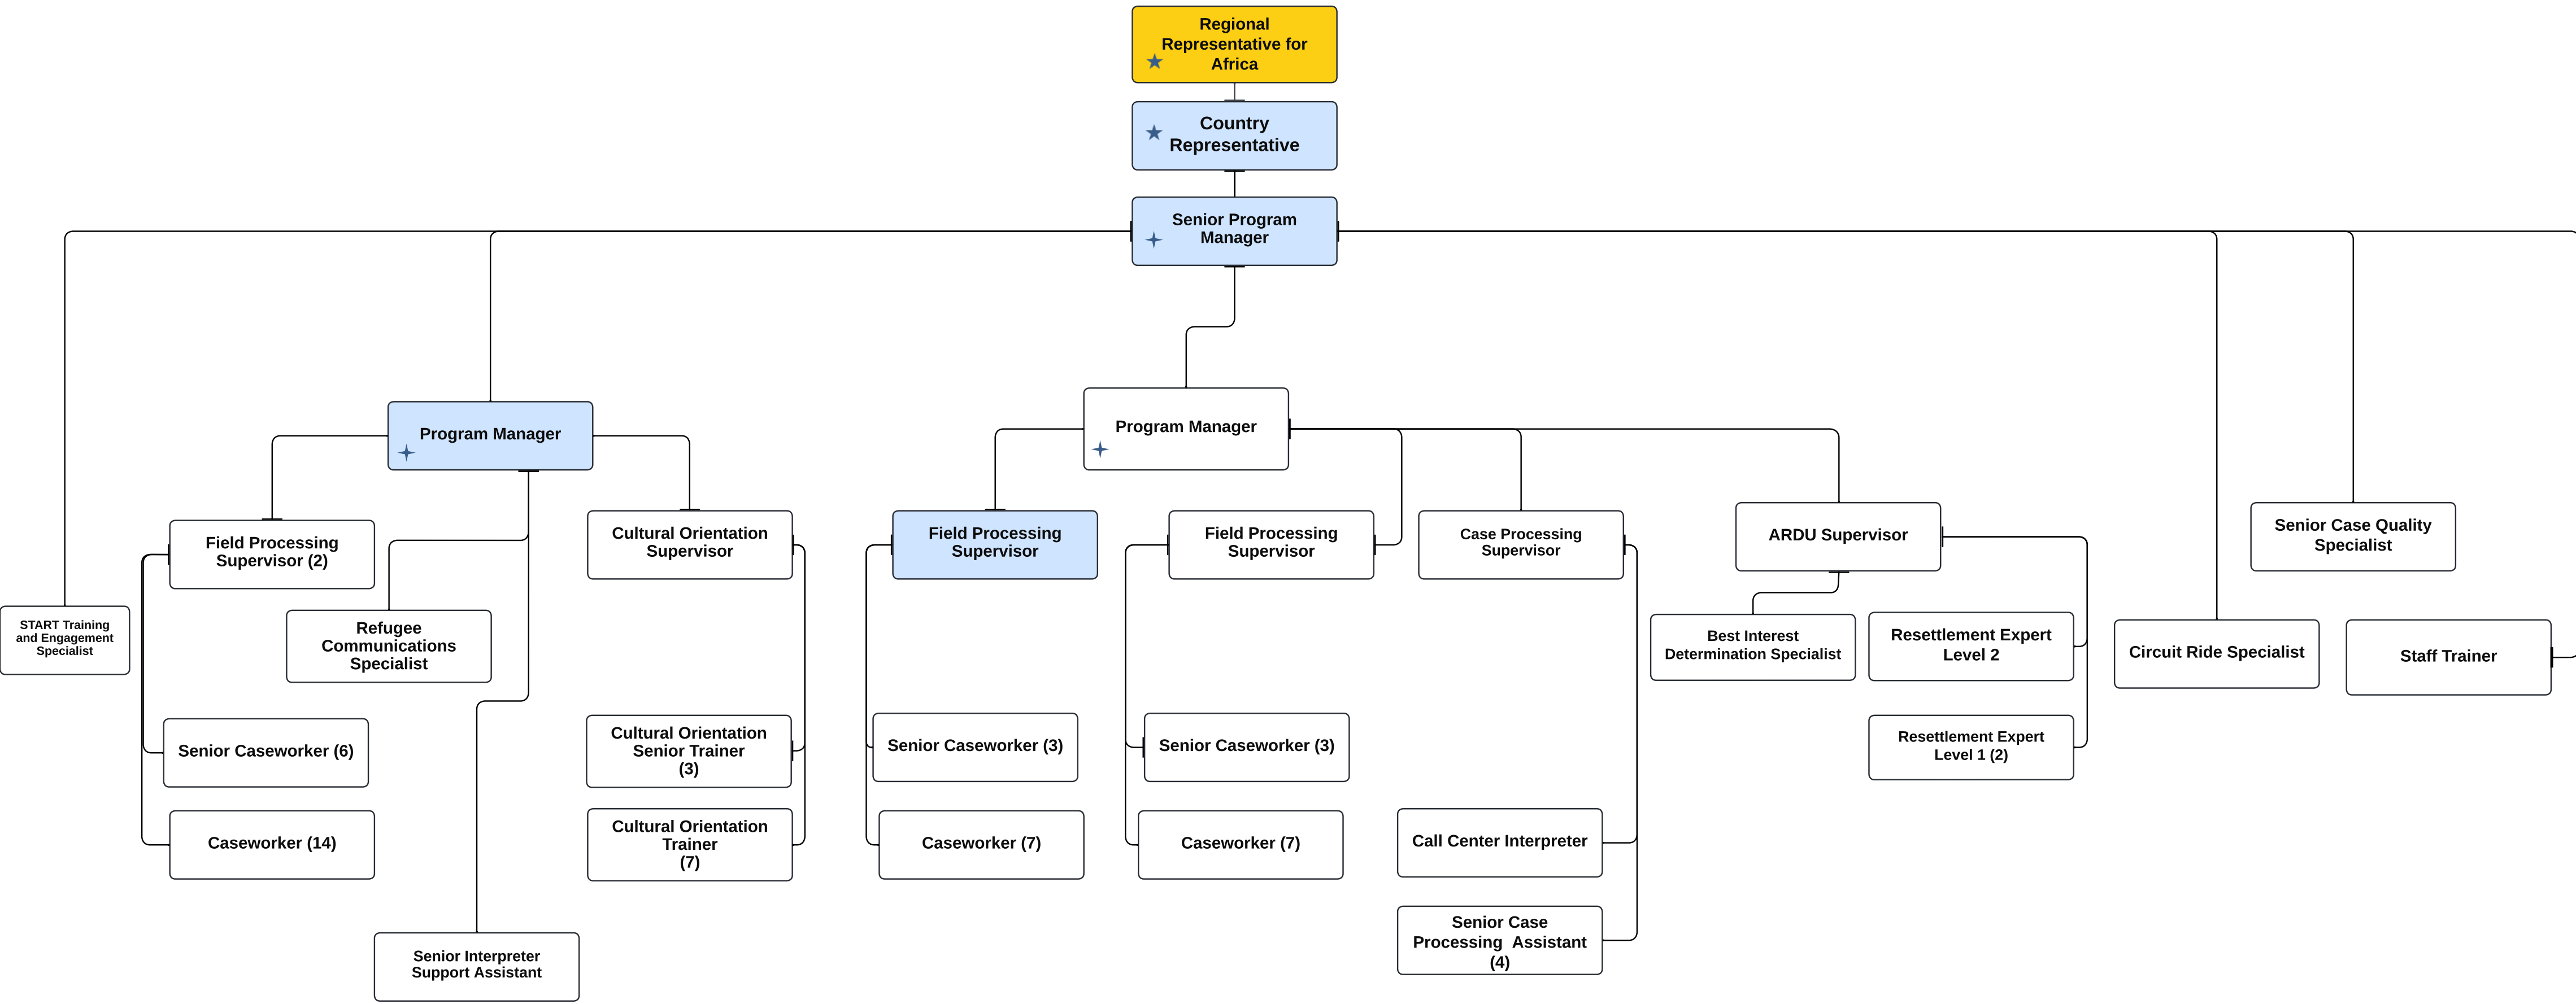 Regional
Representative for
Africa
Country
Representative
Senior Program
Manager
Program Manager
Program Manager
Field Processing
Supervisor (2)
Cultural Orientation
Supervisor
Field Processing
Supervisor
Field Processing
Supervisor
Case Processing
Supervisor
ARDU Supervisor
Senior Case Quality
Specialist
START Training
and Engagement
Specialist
Refugee
Communications
Specialist
Best Interest
Determination Specialist
Resettlement Expert
Level 2
Circuit Ride Specialist
Staff Trainer
Senior Caseworker (6)
Cultural Orientation
Senior Trainer
(3)
Senior Caseworker (3)
Senior Caseworker (3)
Resettlement Expert
Level 1 (2)
Caseworker (14)
Cultural Orientation
Trainer
(7)
Caseworker (7)
Caseworker (7)
Call Center Interpreter
Senior Case
Processing  Assistant
(4)
Senior Interpreter
Support Assistant